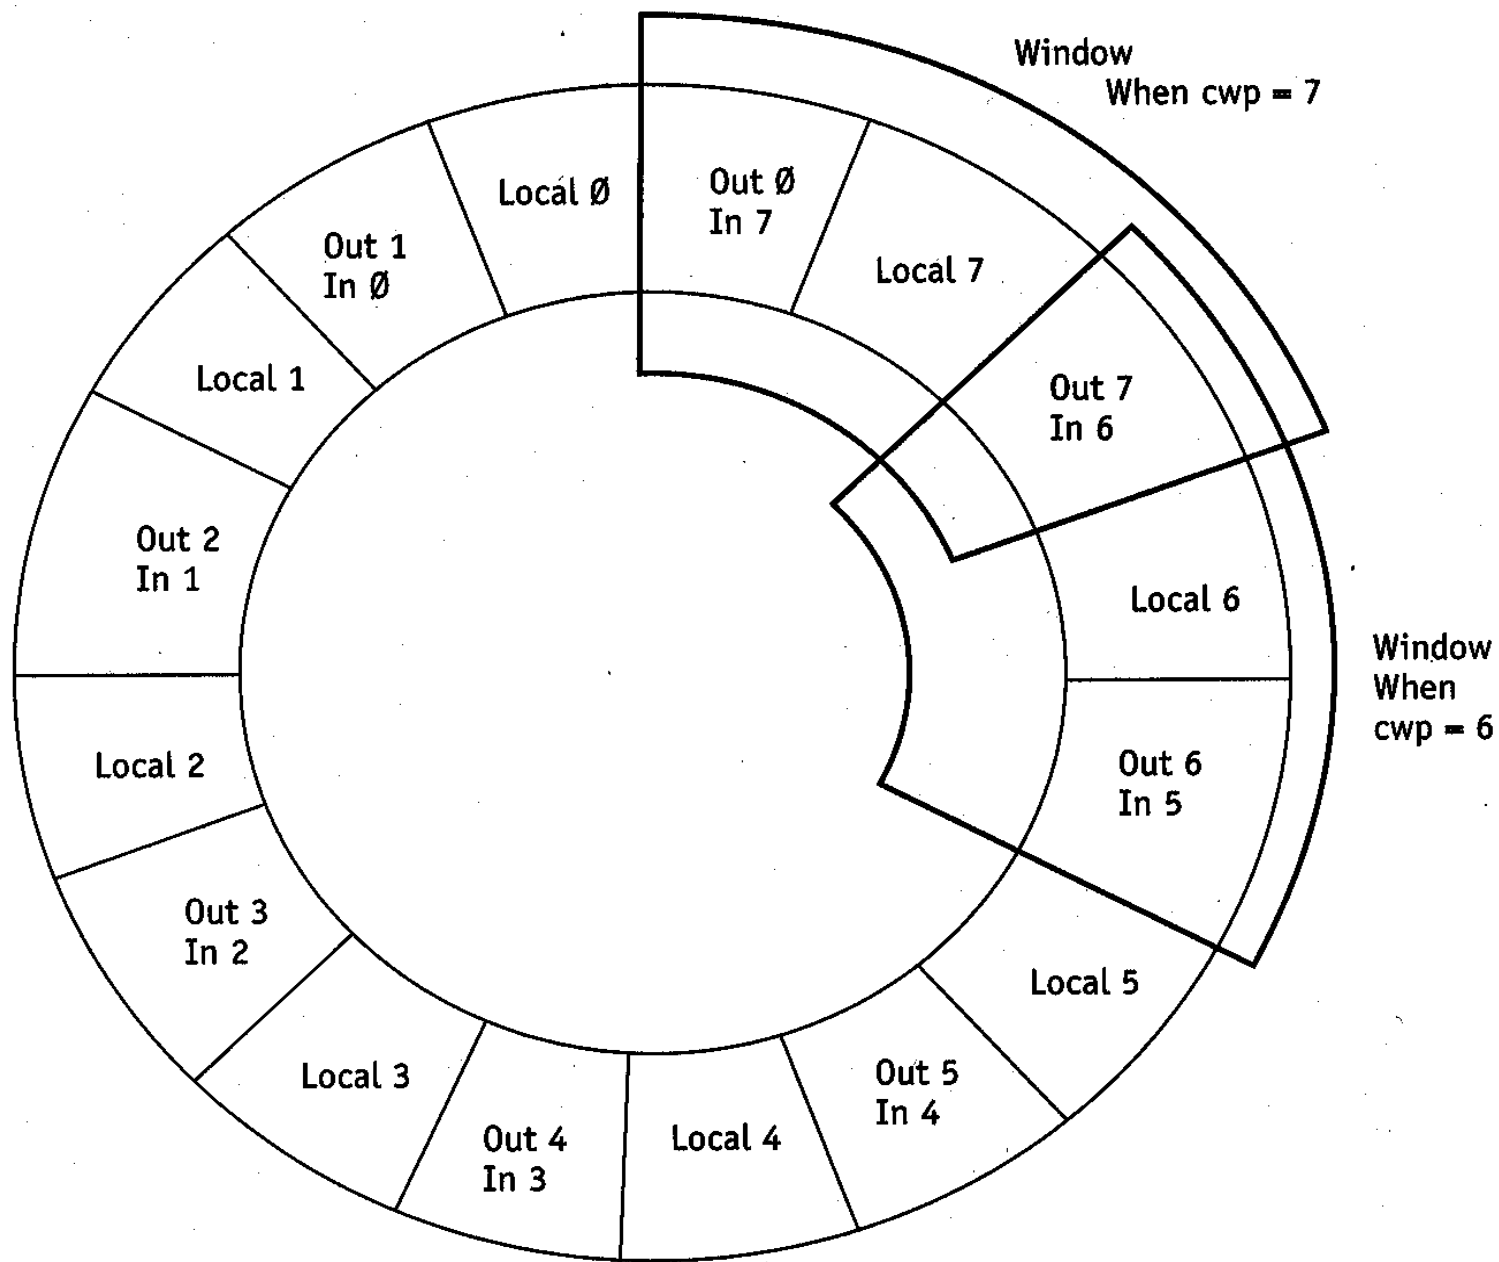 Window
When cwp = 7
Local Ø
Out Ø
In 7
Local 7
Out 7
In 6
Local 6
Window
When
cwp = 6
Out 6
In 5
Local 5
Out 5
In 4
Local 4
Out 4
In 3
Local 3
Out 3
In 2
Local 2
Out 2
In 1
Local 1
Out 1
In Ø